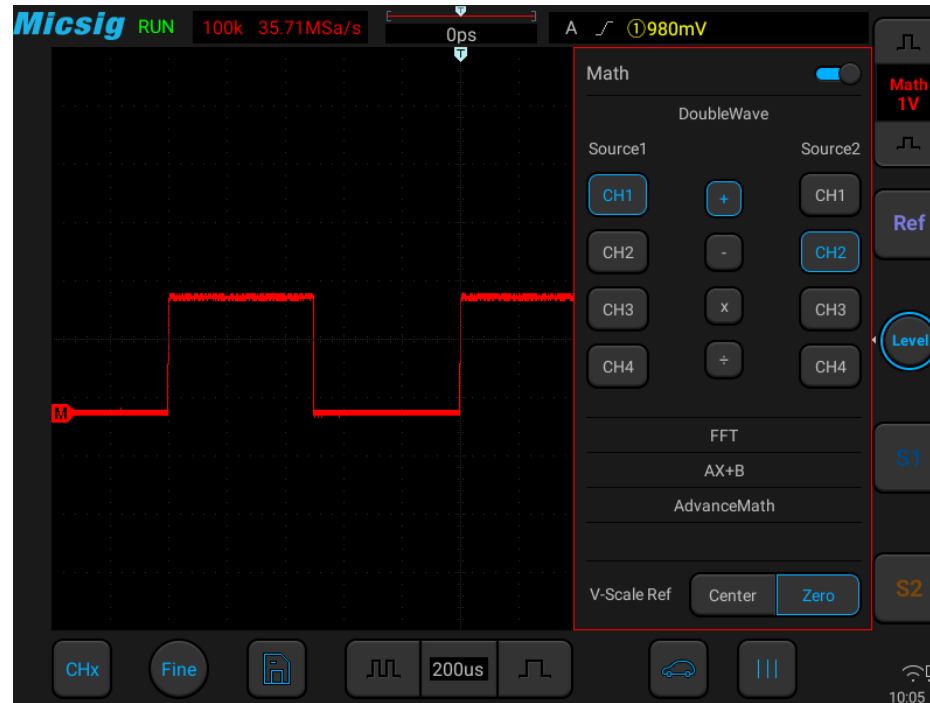 Micsig RUN 100k 35.71MSa/s 0ps A ①980mV
T
T
Math
Math
1V
DoubleWave
Source1 Source2
CH1 + CH1
Ref
CH2 - CH2
CH3 x CH3
Level
CH4 ÷ CH4
M
FFT
S1
AX+B
AdvanceMath
V-Scale Ref Center Zero
S2
CHx Fine 200us
10:05